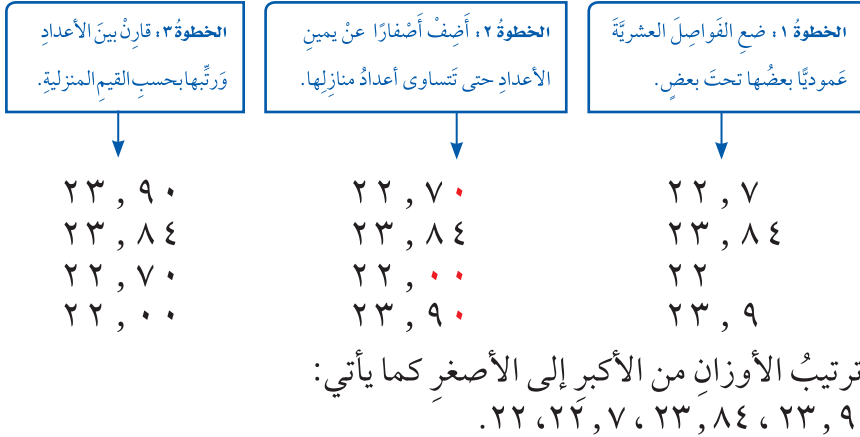 الخطوةُ ١: ضعِ الفَواصِلَ العشريَّةَ
عَموديًّا بعضُها تحتَ بعضٍ.
الخطوةُ ٢: أَضِفْ أَصْفارًا عنْ يمينِ
الأعدادِ حتى تَتساوى أعدادُ منازلِها.
الخطوةُ ٣: قارِنْ بينَ الأعدادِ
وَرتِّبها بحسبِ القيمِ المنزليةِ.
٢٢,٧
٢٣,٨٤
٢٢
٢٣,٩
٢٢,٧٠
٢٣,٨٤
٢٢,٠٠
٢٣,٩٠
٢٣,٩٠
٢٣,٨٤
٢٢,٧٠
٢٢,٠٠
ترتيبُ الأوزانِ من الأكبرِ إلى الأصغرِ كما يأتي:
٢٣,٩ ، ٢٣,٨٤ ، ٢٢,٧ ، ٢٢.